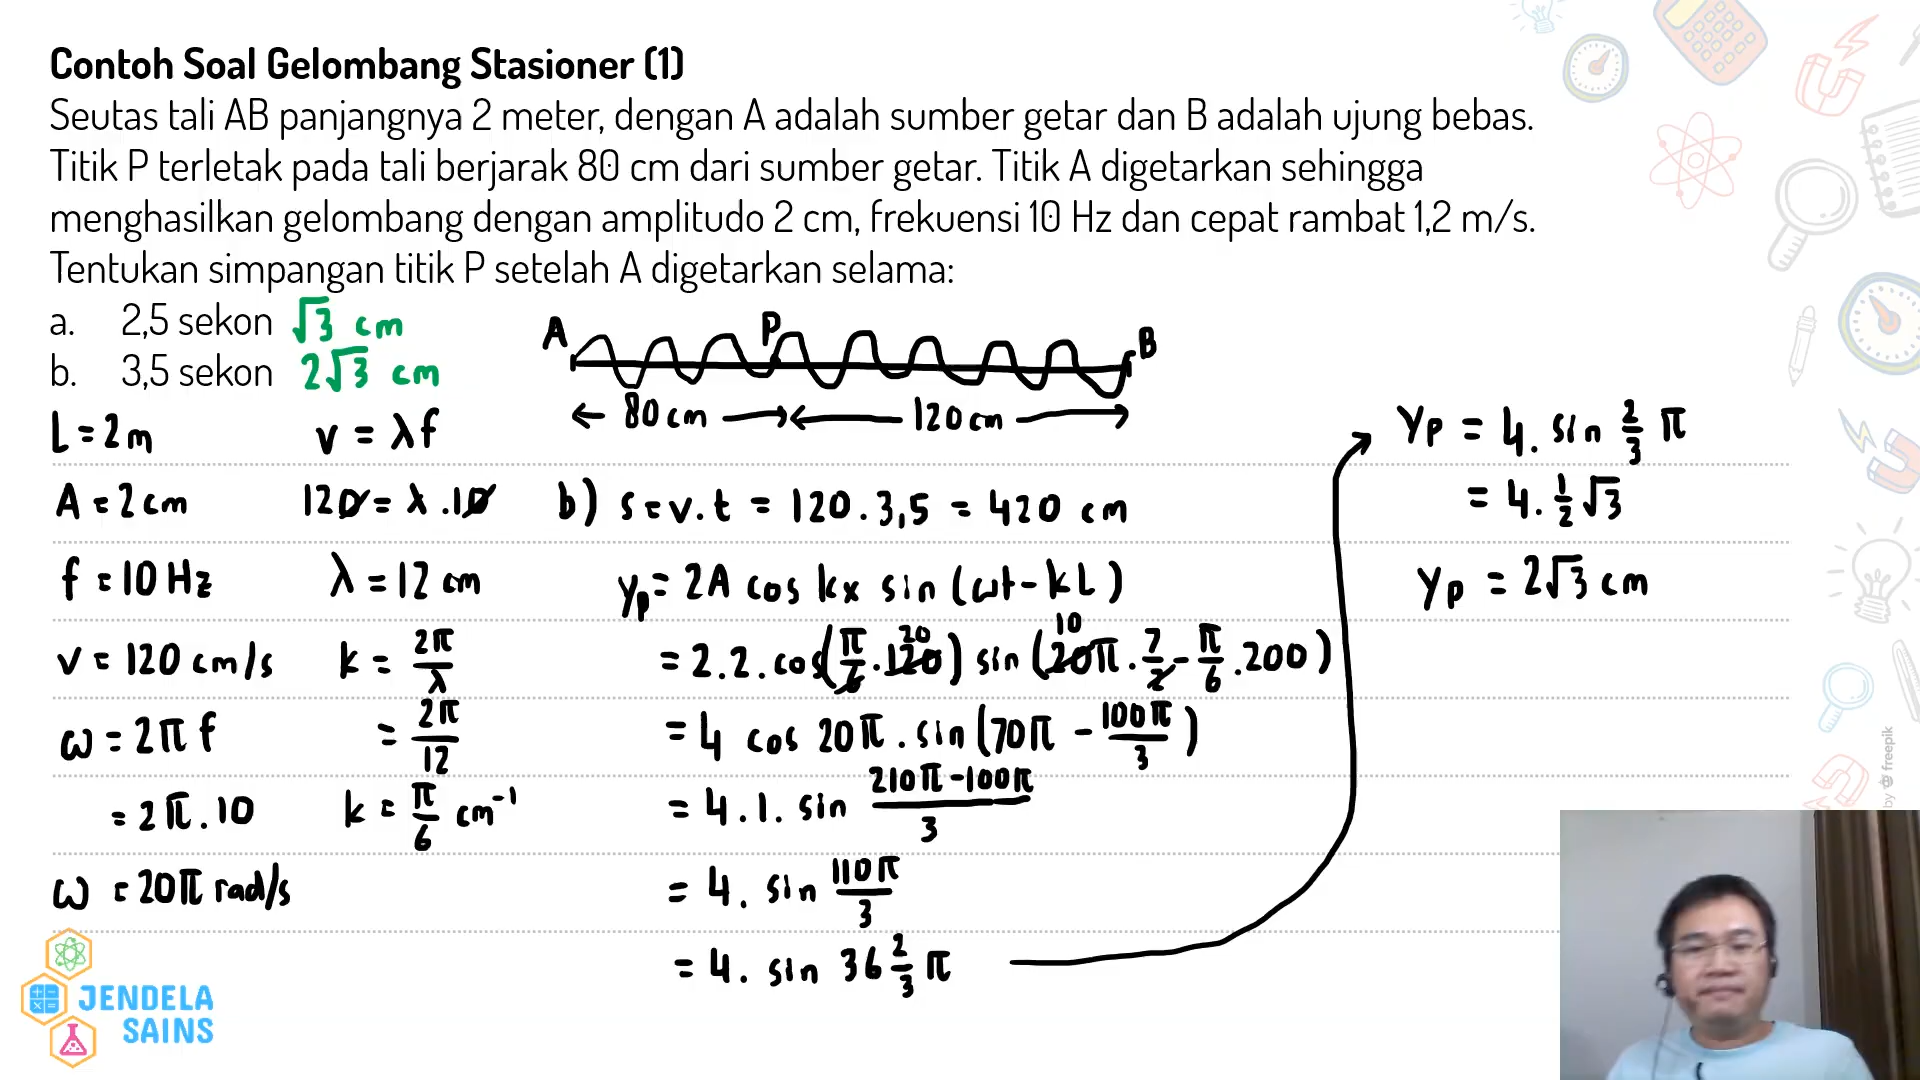 Contoh Soal Gelombang Stasioner (1)
Seutas tali AB panjangnya 2 meter, dengan A adalah sumber getar dan B adalah ujung bebas.
Titik P terletak pada tali berjarak 80 cm dari sumber getar. Titik A digetarkan sehingga
menghasilkan gelombang dengan amplitudo 2 cm, frekuensi 10 Hz dan cepat rambat 1,2 m/s.
Tentukan simpangan titik P setelah A digetarkan selama:
a. 2,5 sekon √3 cm
b. 3,5 sekon 2√3 cm
A P B
80 cm 120 cm
L = 2 m
A = 2 cm
f = 10 Hz
v = 120 cm/s
ω = 2π f
= 2π . 10
ω = 20π rad/s
v = λf
120 = λ . 10
λ = 12 cm
k = 2π/λ
= 2π/12
k = π/6 cm⁻¹
b) s = v.t = 120 . 3,5 = 420 cm
yp = 2A cos kx sin (ωt - kL)
= 2.2. cos(π/6 . 120) sin (20π . 7/2 - π/6 . 200) 20 10
= 4 cos 20π . sin (70π - 100π/3)
= 4.1. sin 210π-100π/3
= 4. sin 110π/3
= 4. sin 36 2/3 π
yp = 4. sin 2/3 π
= 4. 1/2 √3
yp = 2√3 cm
JENDELA
SAINS
by freepik